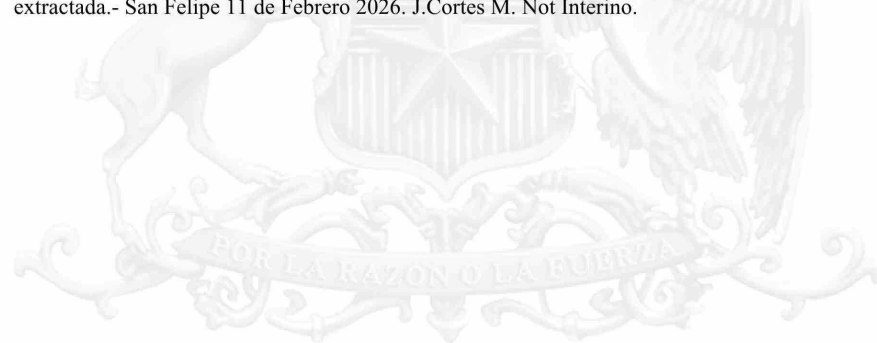 extractada.- San Felipe 11 de Febrero 2026. J.Cortes M. Not Interino.
POR LA RAZON O LA FUERZA